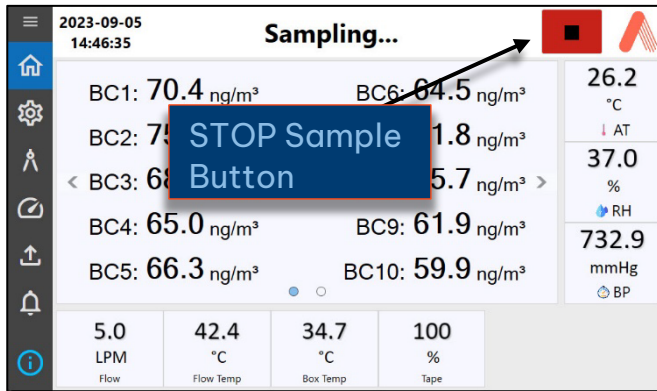 2023-09-05
14:46:35
Sampling...
BC1: 70.4 ng/m³
BC6: 64.5 ng/m³
BC2:
ng/m³
BC3:
ng/m³
BC4: 65.0 ng/m³
BC9: 61.9 ng/m³
BC5: 66.3 ng/m³
BC10: 59.9 ng/m³
STOP Sample
Button
26.2
°C
AT
37.0
%
RH
732.9
mmHg
BP
5.0
LPM
Flow
42.4
°C
Flow Temp
34.7
°C
Box Temp
100
%
Tape